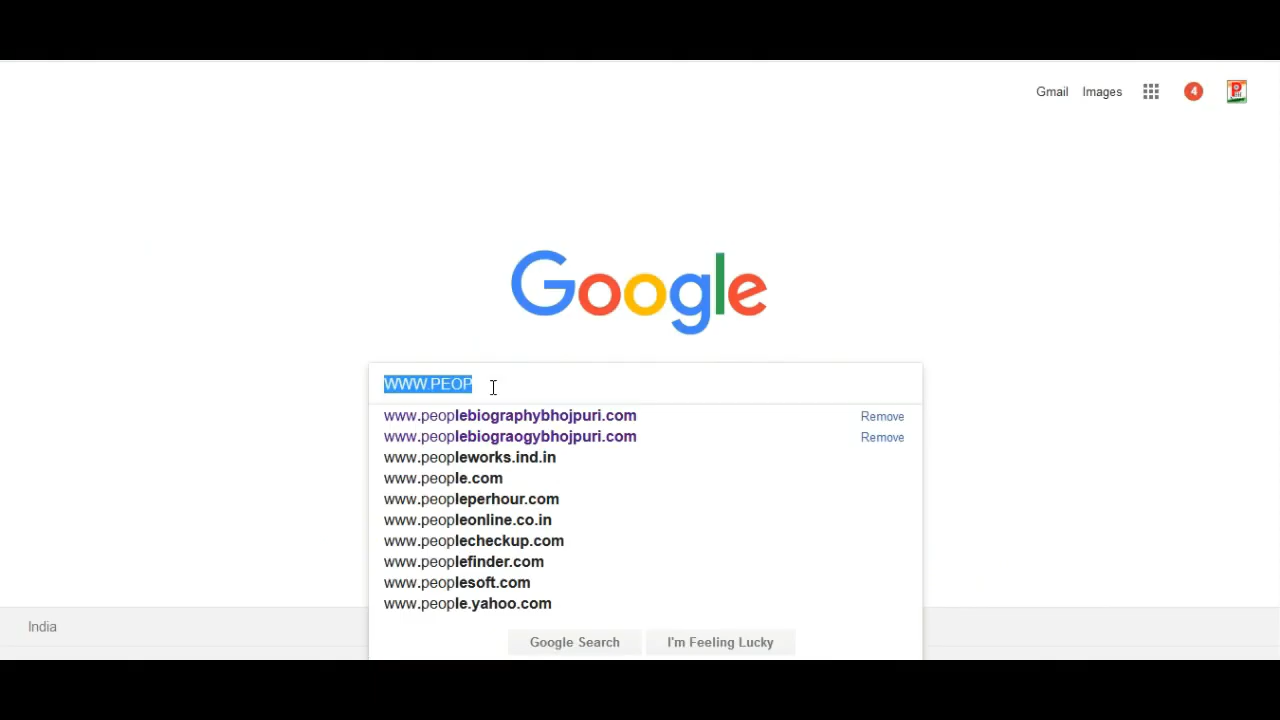 Gmail Images 4
Google
WWW.PEOP
www.peoplebiographybhojpuri.com Remove
www.peoplebiograogybhojpuri.com Remove
www.peopleworks.ind.in
www.people.com
www.peopleperhour.com
www.peopleonline.co.in
www.peoplecheckup.com
www.peoplefinder.com
www.peoplesoft.com
www.people.yahoo.com
India
Google Search I'm Feeling Lucky